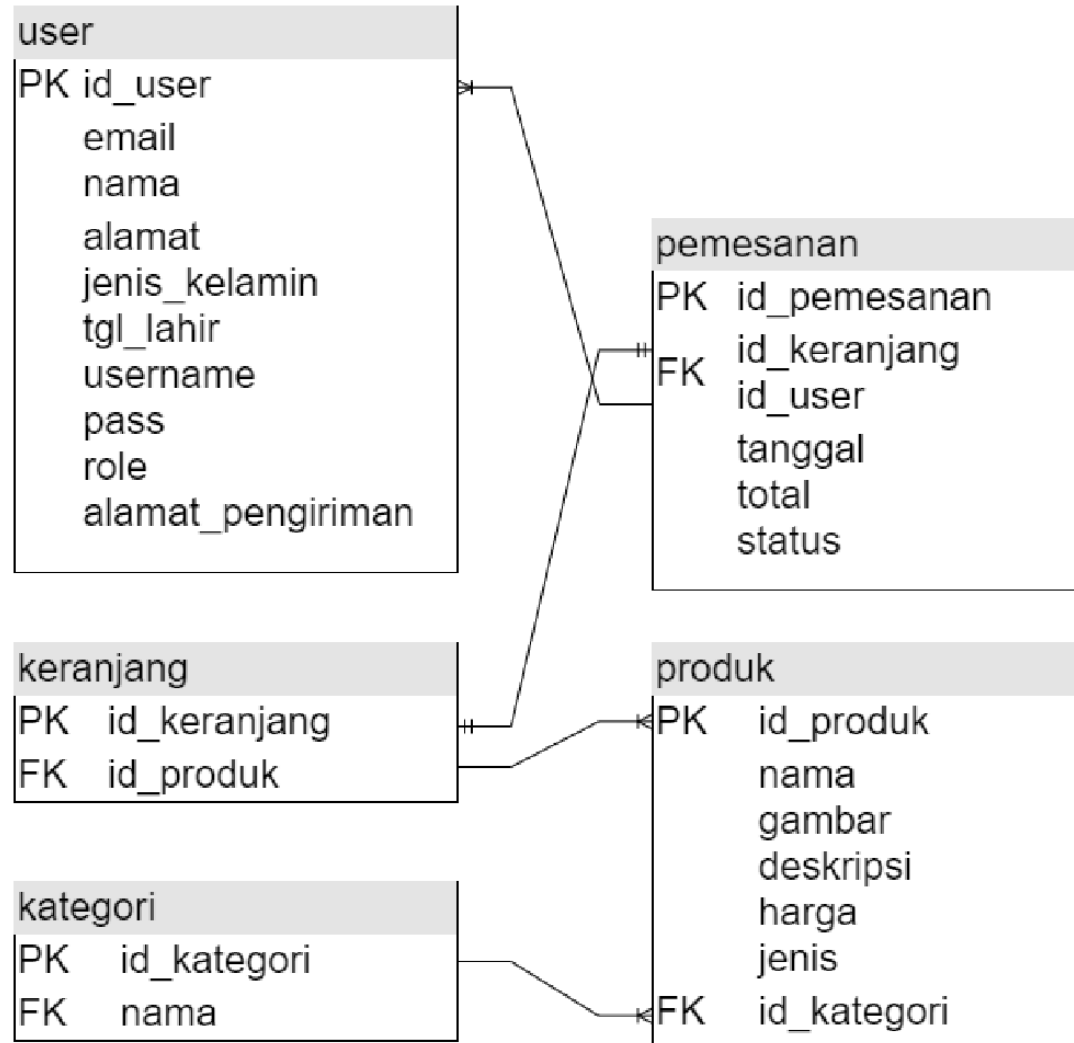 user
PK id_user
email
nama
alamat
jenis_kelamin
tgl_lahir
username
pass
role
alamat_pengiriman
pemesanan
PK id_pemesanan
id_keranjang
FK
id_user
tanggal
total
status
keranjang
PK id_keranjang
FK id_produk
produk
PK id_produk
nama
gambar
deskripsi
harga
jenis
FK id_kategori
kategori
PK id_kategori
FK nama